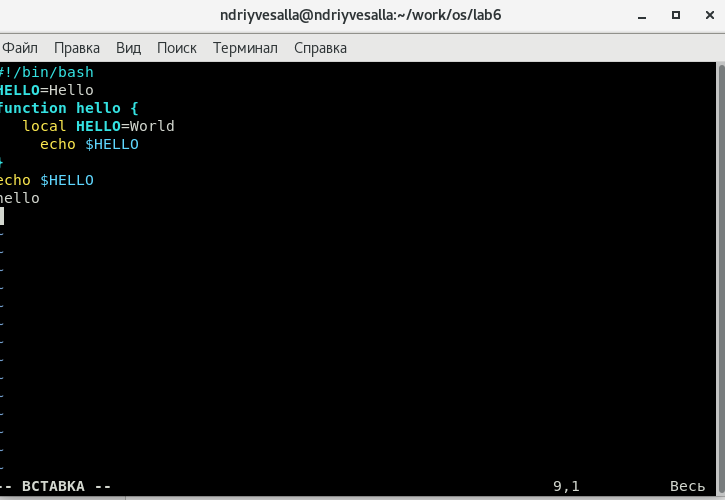 ndriyvesalla@ndriyvesalla:~/work/os/lab6
Файл Правка Вид Поиск Терминал Справка
#!/bin/bash
HELLO=Hello
function hello {
   local HELLO=World
     echo $HELLO
}
echo $HELLO
hello
~
~
~
~
~
~
~
~
~
~
~
~
~
~
-- ВСТАВКА -- 9,1 Весь